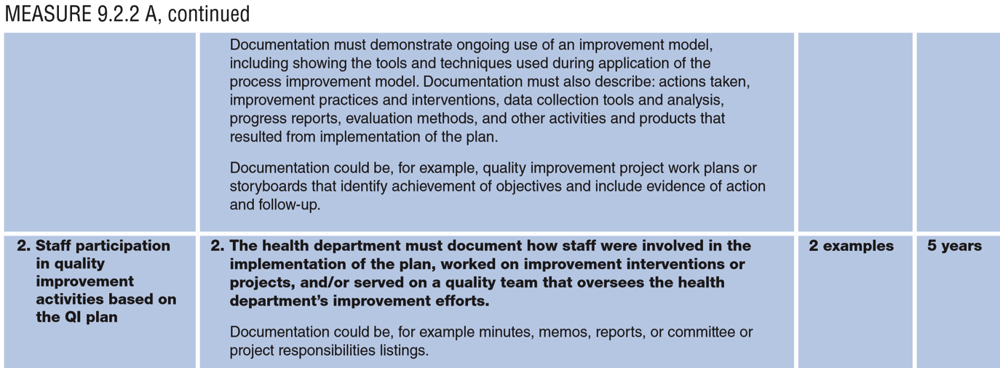 MEASURE 9.2.2 A, continued
Documentation must demonstrate ongoing use of an improvement model,
including showing the tools and techniques used during application of the
process improvement model. Documentation must also describe: actions taken,
improvement practices and interventions, data collection tools and analysis,
progress reports, evaluation methods, and other activities and products that
resulted from implementation of the plan.
Documentation could be, for example, quality improvement project work plans or
storyboards that identify achievement of objectives and include evidence of action
and follow-up.
2. Staff participation
in quality
improvement
activities based on
the QI plan
2. The health department must document how staff were involved in the
implementation of the plan, worked on improvement interventions or
projects, and/or served on a quality team that oversees the health
department’s improvement efforts.
Documentation could be, for example minutes, memos, reports, or committee or
project responsibilities listings.
2 examples
5 years